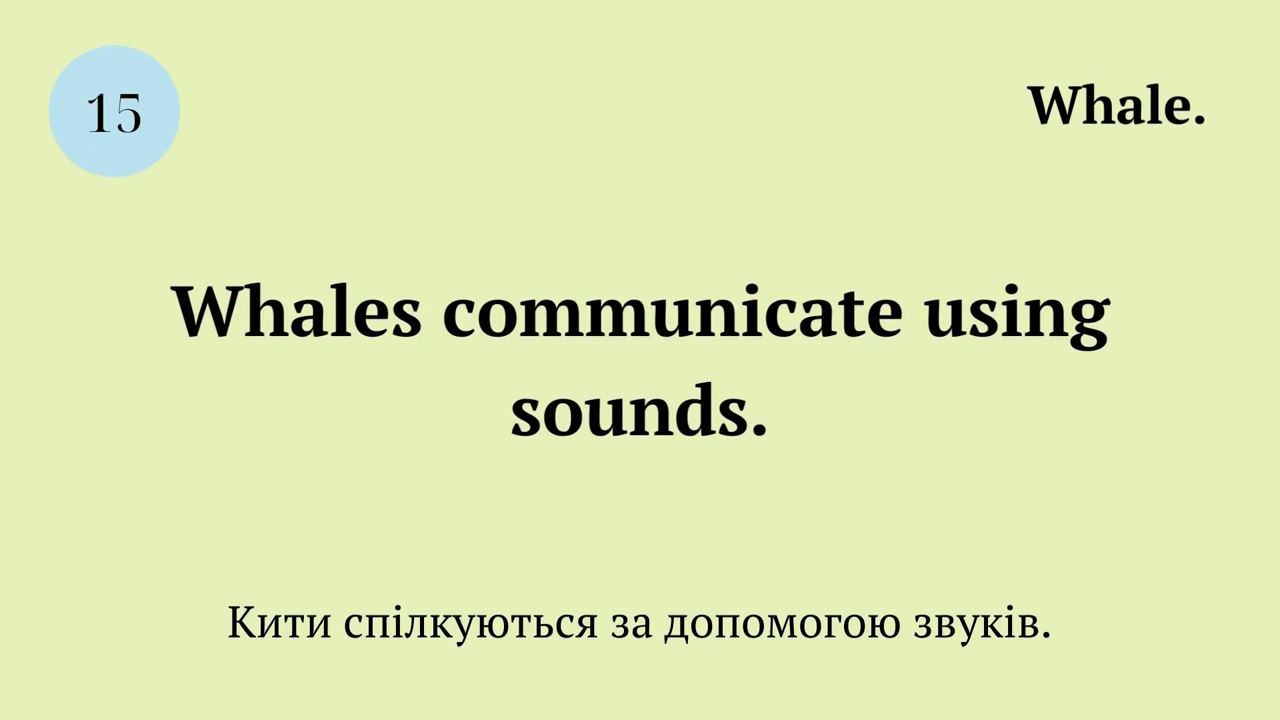 15
Whale.
Whales communicate using
sounds.
Кити спілкуються за допомогою звуків.